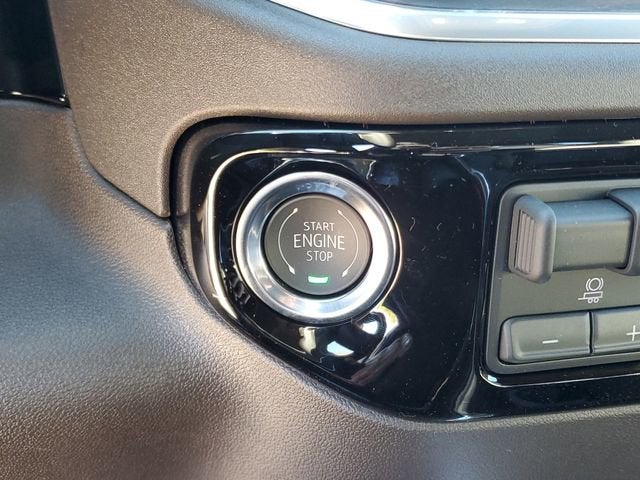 START
ENGINE
STOP
- +